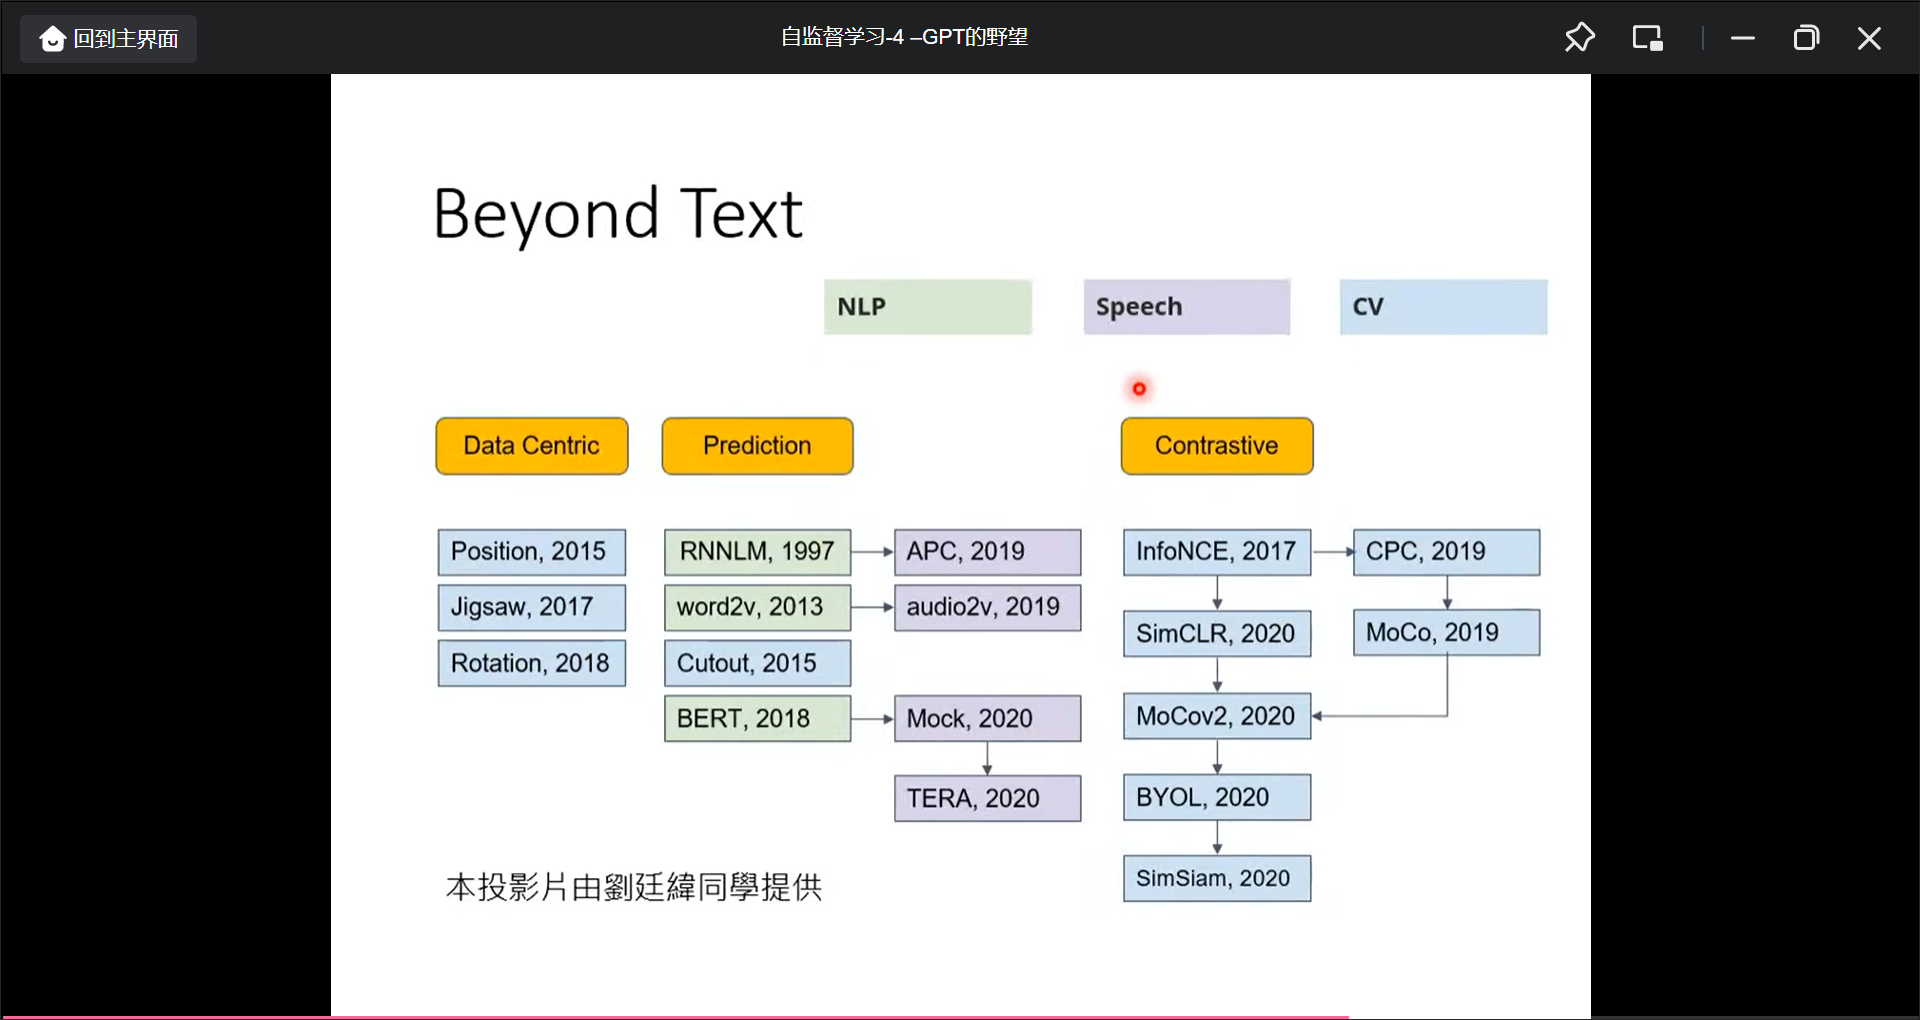 回到主界面
自监督学习-4 –GPT的野望
Beyond Text
NLP
Speech
CV
Data Centric
Prediction
Contrastive
Position, 2015
Jigsaw, 2017
Rotation, 2018
RNNLM, 1997
word2v, 2013
Cutout, 2015
BERT, 2018
APC, 2019
audio2v, 2019
Mock, 2020
TERA, 2020
InfoNCE, 2017
SimCLR, 2020
MoCov2, 2020
BYOL, 2020
SimSiam, 2020
CPC, 2019
MoCo, 2019
本投影片由劉廷緯同學提供